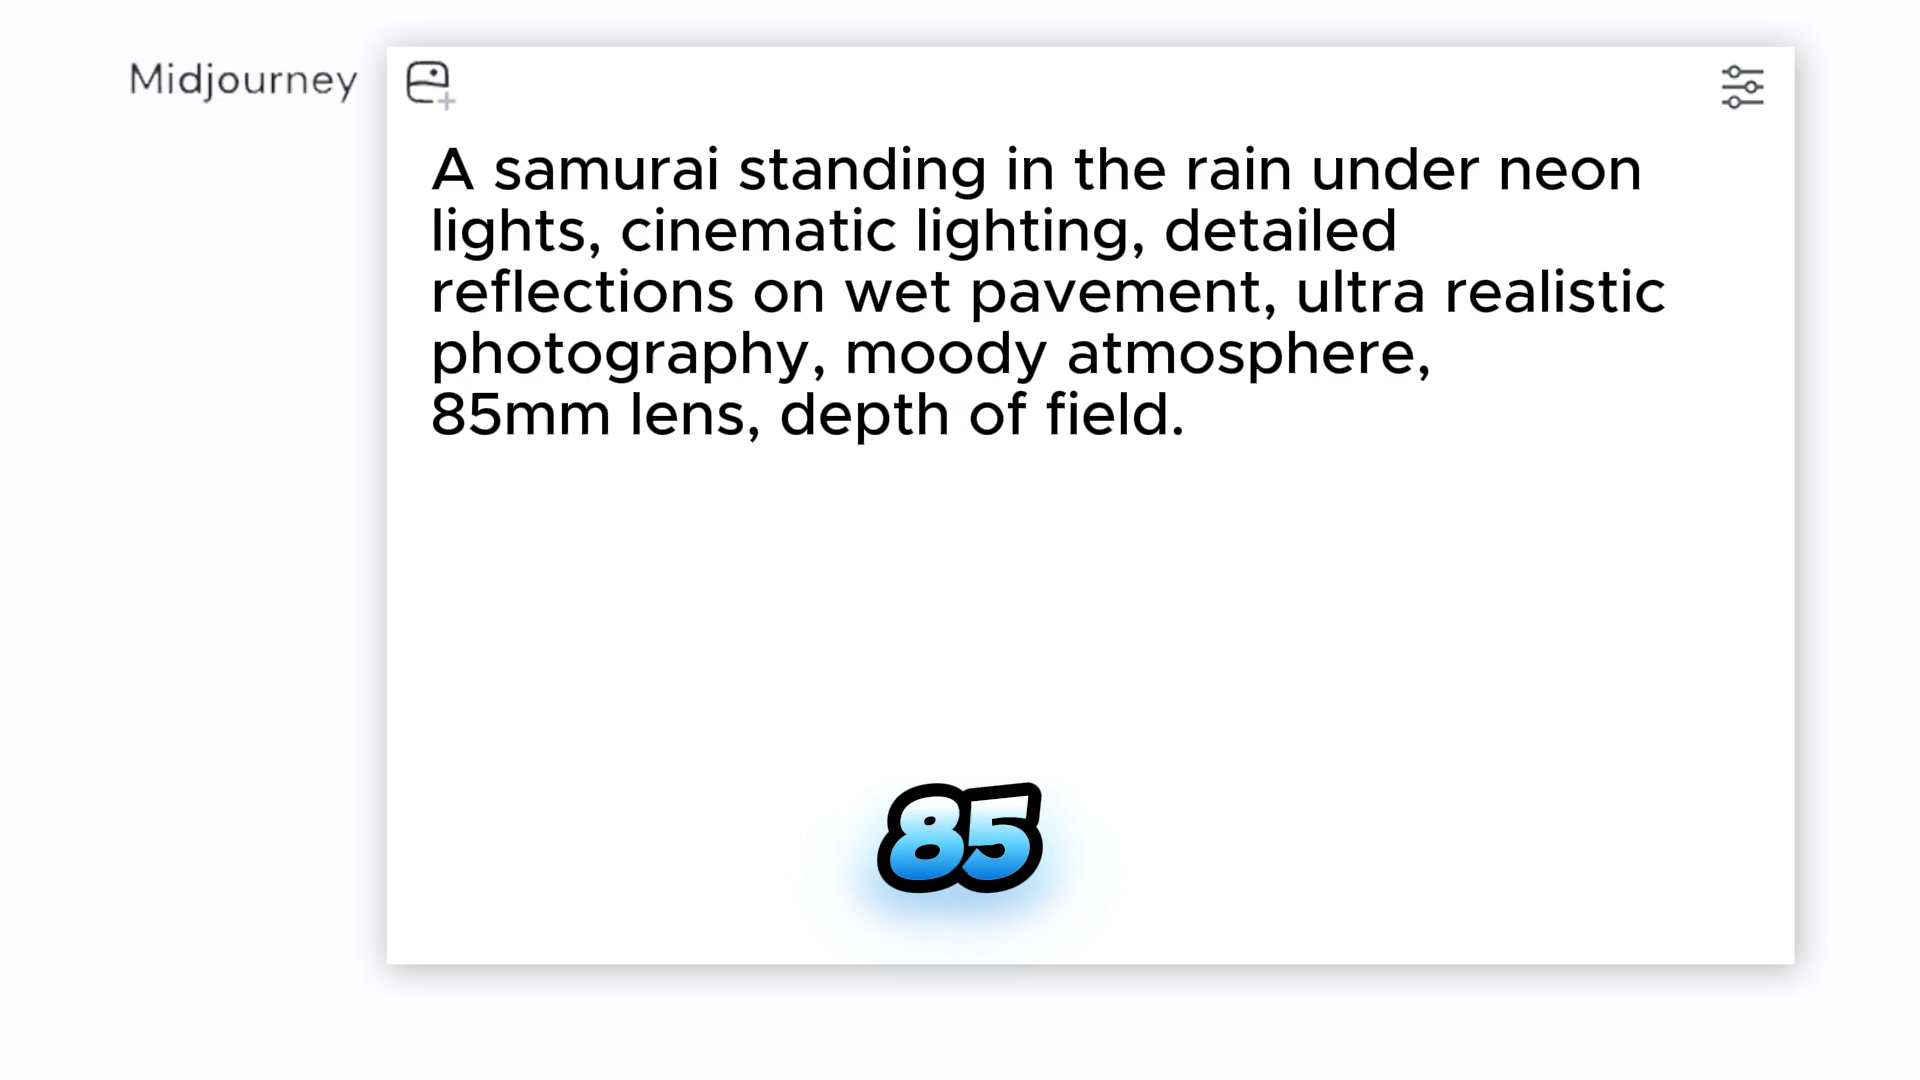 Midjourney
A samurai standing in the rain under neon
lights, cinematic lighting, detailed
reflections on wet pavement, ultra realistic
photography, moody atmosphere,
85mm lens, depth of field.
85